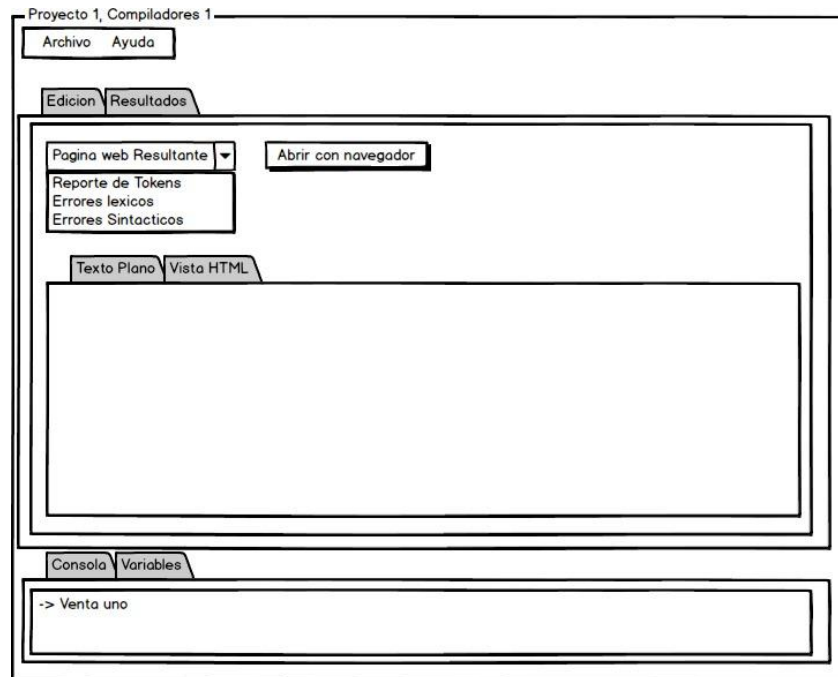 Proyecto 1, Compiladores 1
Archivo Ayuda
Edicion Resultados
Pagina web Resultante Abrir con navegador
Reporte de Tokens
Errores lexicos
Errores Sintacticos
Texto Plano Vista HTML
Consola Variables
-> Venta uno